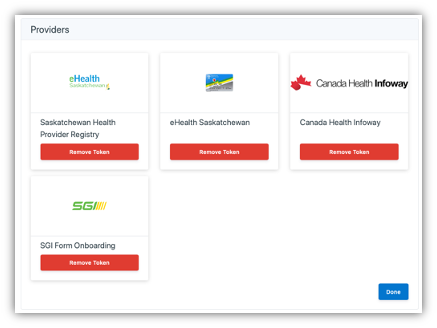 Providers
eHealth
Saskatchewan
Canada Health Infoway
Saskatchewan Health
Provider Registry
Remove Token
eHealth Saskatchewan
Remove Token
Canada Health Infoway
Remove Token
SGI
SGI Form Onboarding
Remove Token
Done